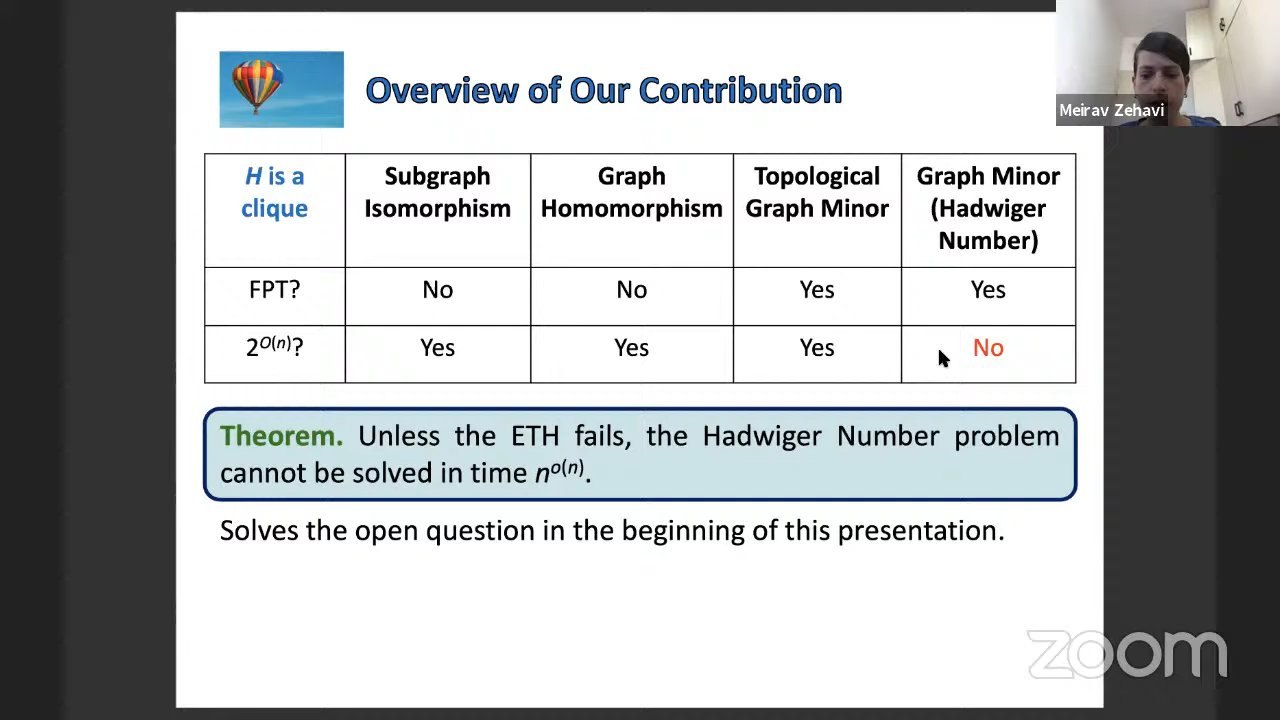 Overview of Our Contribution
Meirav Zehavi
H is a clique
Subgraph Isomorphism
Graph Homomorphism
Topological Graph Minor
Graph Minor (Hadwiger Number)
FPT?
No
No
Yes
Yes
2^O(n)?
Yes
Yes
Yes
No
Theorem. Unless the ETH fails, the Hadwiger Number problem
cannot be solved in time n^o(n).
Solves the open question in the beginning of this presentation.
zoom